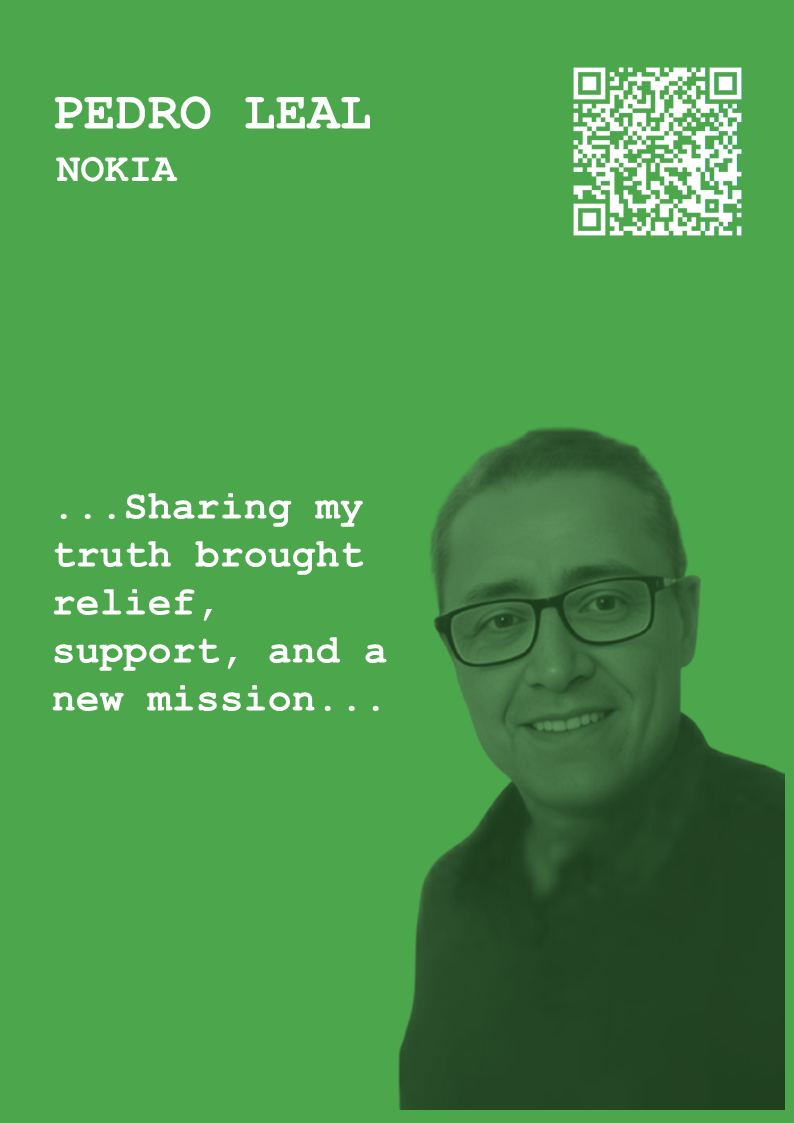 PEDRO LEAL
NOKIA
...Sharing my
truth brought
relief,
support, and a
new mission...